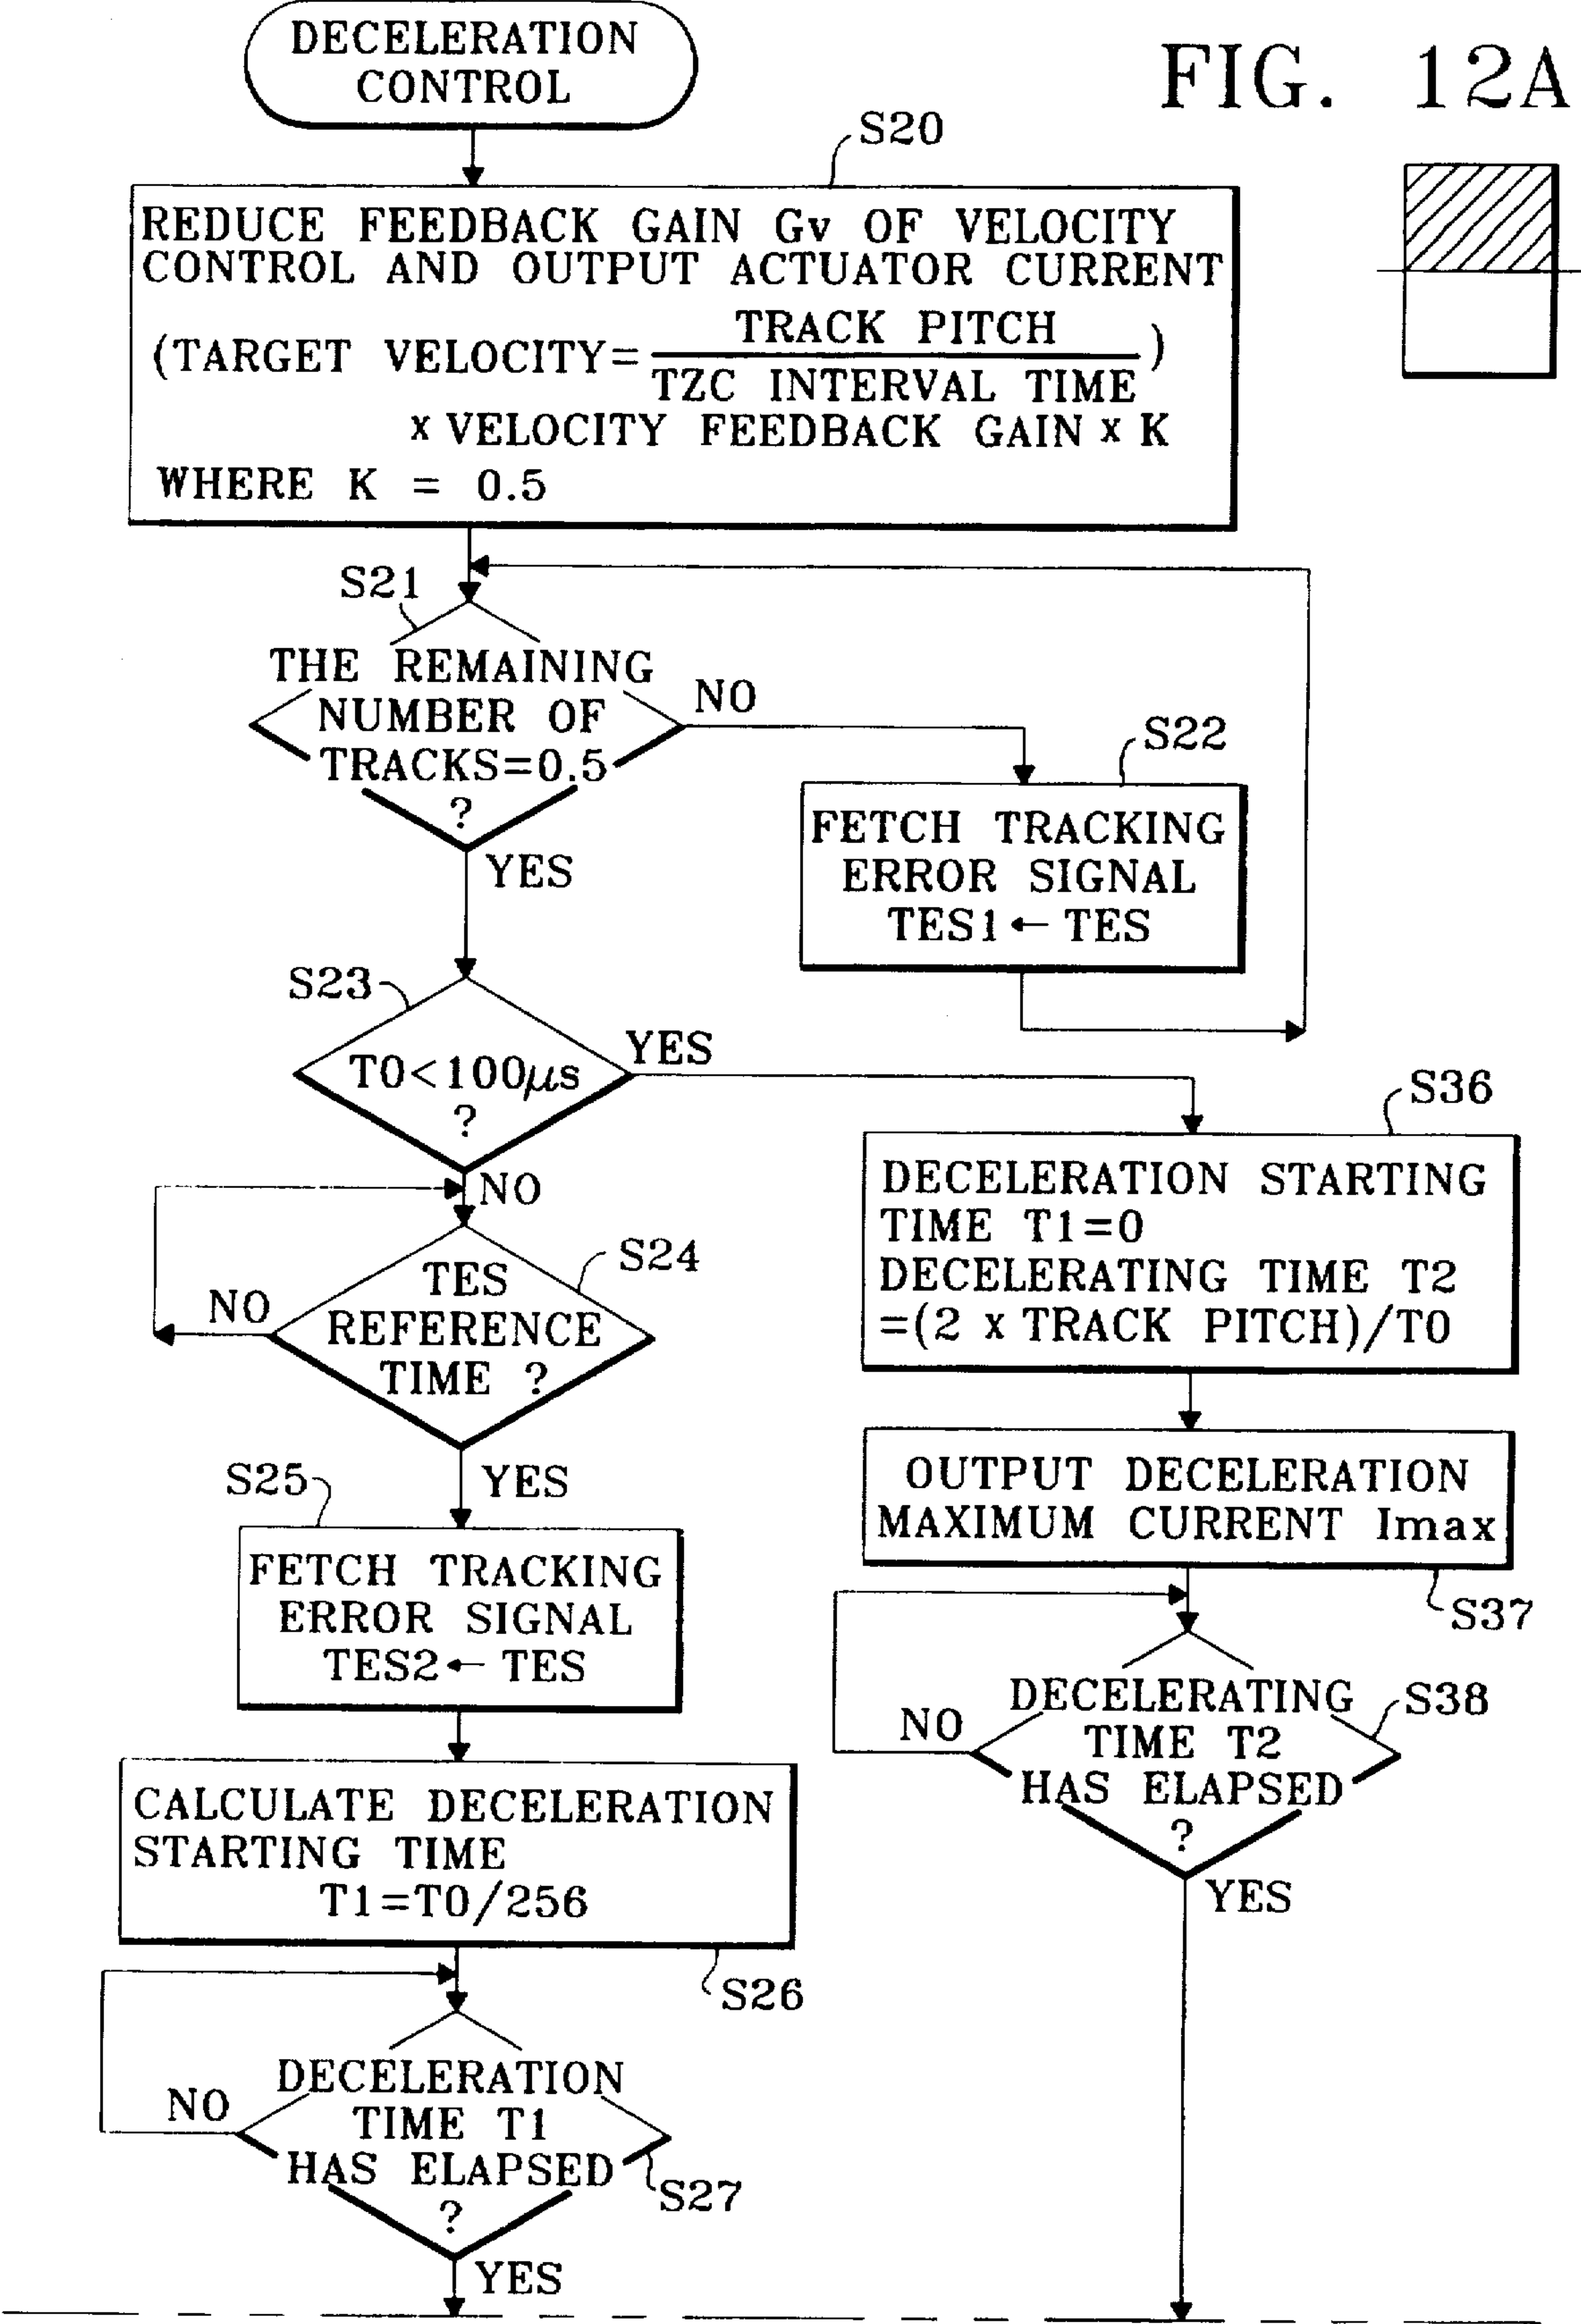 DECELERATION
CONTROL
FIG. 12A
S20
REDUCE FEEDBACK GAIN Gv OF VELOCITY
CONTROL AND OUTPUT ACTUATOR CURRENT
(TARGET VELOCITY= TRACK PITCH / TZC INTERVAL TIME )
x VELOCITY FEEDBACK GAIN x K
WHERE K = 0.5
S21
THE REMAINING
NUMBER OF
TRACKS=0.5
?
NO
YES
S22
FETCH TRACKING
ERROR SIGNAL
TES1 ← TES
S23
T0<100μs
?
YES
NO
S24
TES
REFERENCE
TIME ?
NO
YES
S25
FETCH TRACKING
ERROR SIGNAL
TES2 ← TES
CALCULATE DECELERATION
STARTING TIME
T1=T0/256
S26
DECELERATION
TIME T1
HAS ELAPSED
?
NO
S27
YES
S36
DECELERATION STARTING
TIME T1=0
DECELERATING TIME T2
=(2 x TRACK PITCH)/T0
OUTPUT DECELERATION
MAXIMUM CURRENT Imax
S37
DECELERATING
TIME T2
HAS ELAPSED
?
S38
NO
YES